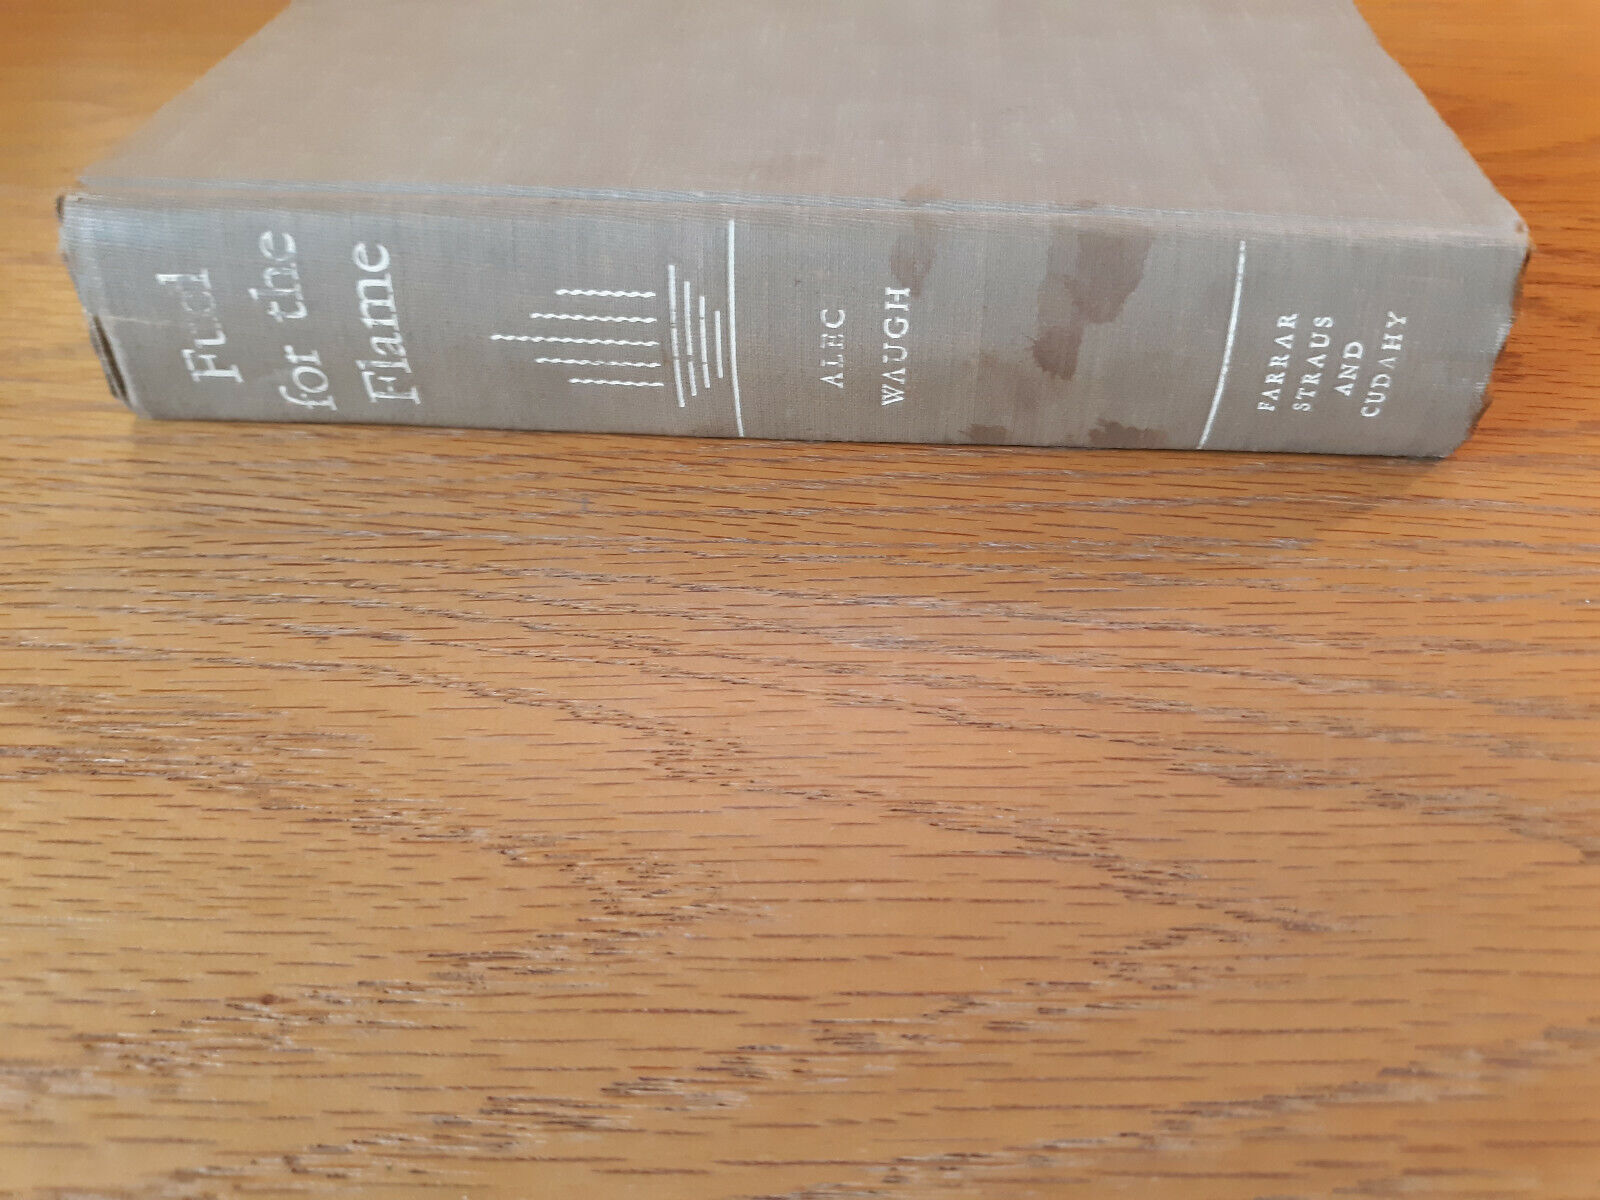 Fuel
for the
Flame
ALEC
WAUGH
FARRAR
STRAUS
AND
CUDAHY